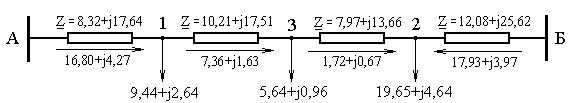 Z = 8,32+j17,64 1 Z = 10,21+j17,51 3 Z = 7,97+j13,66 2 Z = 12,08+j25,62
А Б
16,80+j4,27 7,36+j1,63 1,72+j0,67 17,93+j3,97
9,44+j2,64 5,64+j0,96 19,65+j4,64